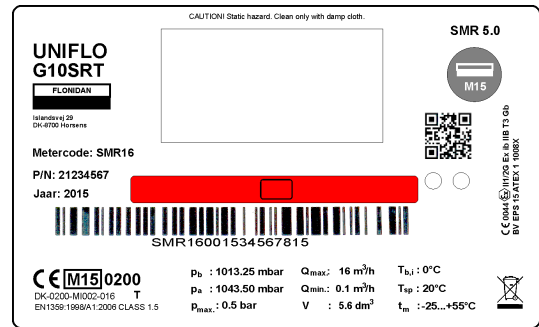 CAUTION! Static hazard. Clean only with damp cloth.
SMR 5.0
UNIFLO
G10SRT
FLONIDAN
Islandsvej 29
DK-8700 Horsens
M15
Metercode: SMR16
P/N: 21234567
Jaar: 2015
SMR16001534567815
CE 0044 Ex II1/2G Ex ib IIB T3 Gb
BV EPS 15 ATEX 1 1008X
CE M15 0200
DK-0200-MI002-016 T
EN1359:1998/A1:2006 CLASS 1.5
pb : 1013.25 mbar
pa : 1043.50 mbar
pmax. : 0.5 bar
Qmax.: 16 m³/h
Qmin.: 0.1 m³/h
V : 5.6 dm³
Tb,i : 0°C
Tsp : 20°C
tm : -25...+55°C